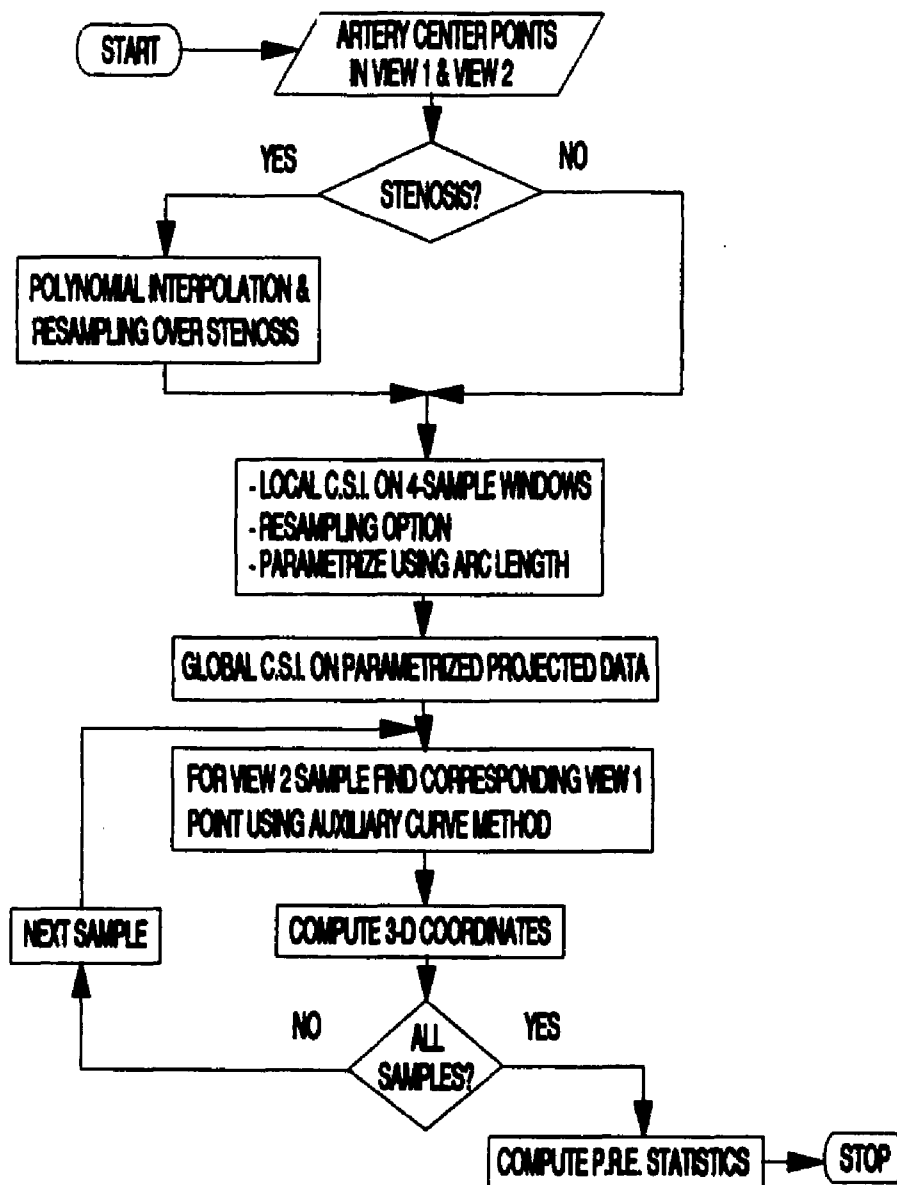 START
ARTERY CENTER POINTS
IN VIEW 1 & VIEW 2
YES
NO
STENOSIS?
POLYNOMIAL INTERPOLATION &
RESAMPLING OVER STENOSIS
- LOCAL C.S.I. ON 4-SAMPLE WINDOWS
- RESAMPLING OPTION
- PARAMETRIZE USING ARC LENGTH
GLOBAL C.S.I. ON PARAMETRIZED PROJECTED DATA
FOR VIEW 2 SAMPLE FIND CORRESPONDING VIEW 1
POINT USING AUXILIARY CURVE METHOD
NEXT SAMPLE
COMPUTE 3-D COORDINATES
NO
YES
ALL
SAMPLES?
COMPUTE P.R.E. STATISTICS
STOP